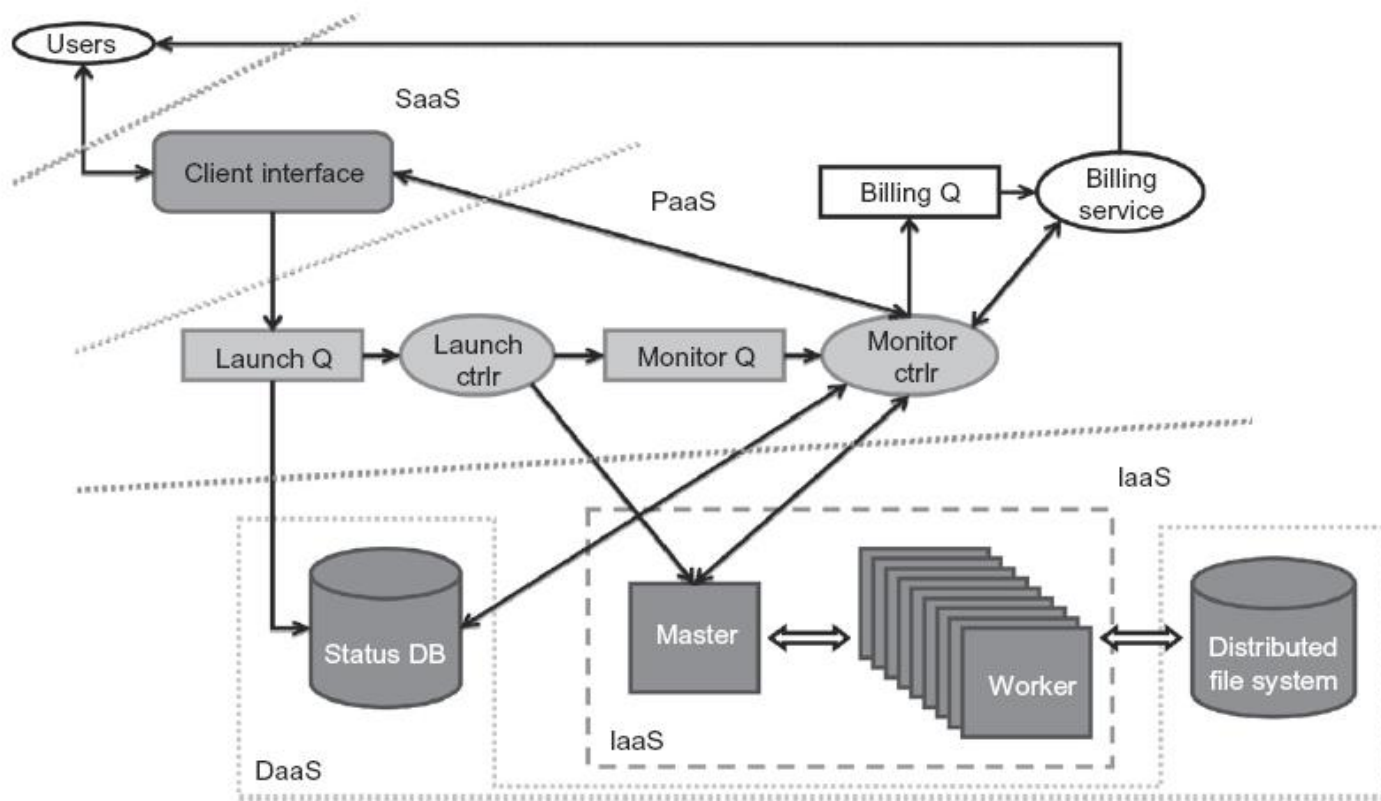 Users
SaaS
Client interface
PaaS
Billing Q
Billing
service
Launch Q
Launch
ctrlr
Monitor Q
Monitor
ctrlr
IaaS
Status DB
Master
Worker
Distributed
file system
IaaS
DaaS